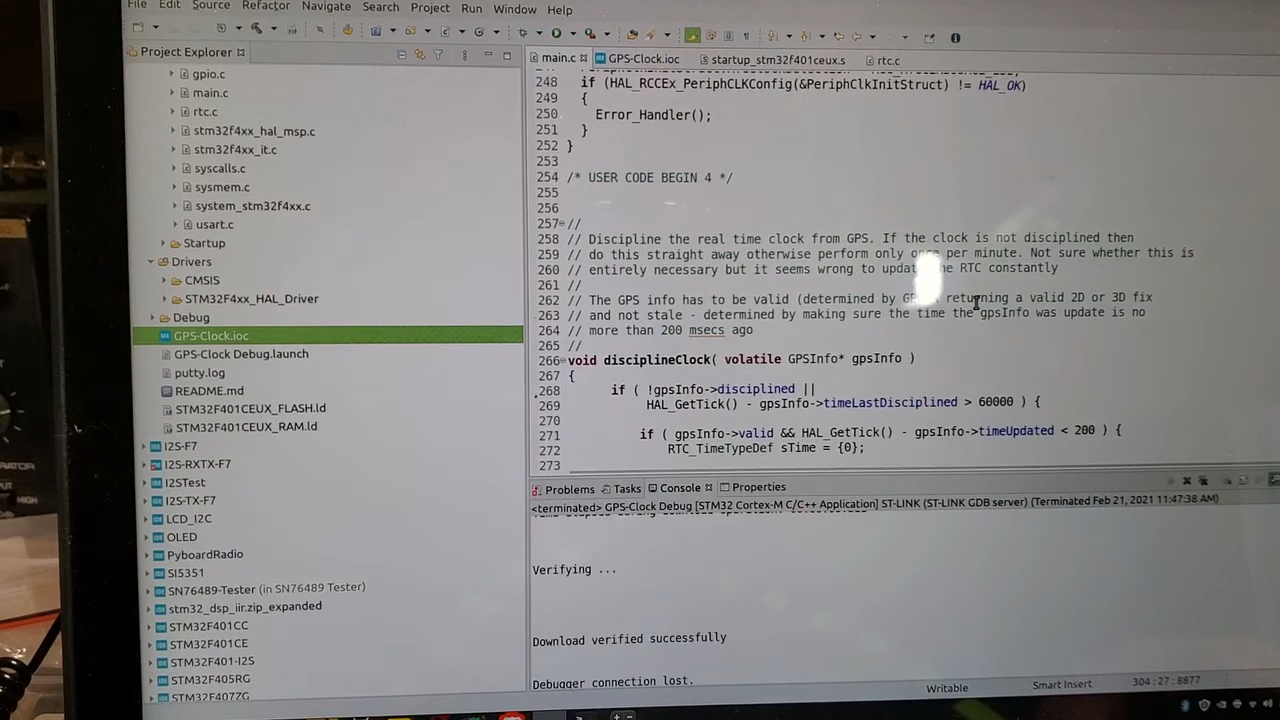 File Edit Source Refactor Navigate Search Project Run Window Help
Project Explorer
gpio.c
main.c
rtc.c
stm32f4xx_hal_msp.c
stm32f4xx_it.c
syscalls.c
sysmem.c
system_stm32f4xx.c
usart.c
Startup
Drivers
CMSIS
STM32F4xx_HAL_Driver
Debug
GPS-Clock.ioc
GPS-Clock Debug.launch
putty.log
README.md
STM32F401CEUX_FLASH.ld
STM32F401CEUX_RAM.ld
I2S-F7
I2S-RXTX-F7
I2STest
I2S-TX-F7
LCD_I2C
OLED
PyboardRadio
SI5351
SN76489-Tester (in SN76489 Tester)
stm32_dsp_iir.zip_expanded
STM32F401CC
STM32F401CE
STM32F401-I2S
STM32F405RG
STM32F407ZG
main.c GPS-Clock.ioc startup_stm32f401ceux.s rtc.c
248 if (HAL_RCCEx_PeriphCLKConfig(&PeriphClkInitStruct) != HAL_OK)
249 {
250 Error_Handler();
251 }
252 }
253
254 /* USER CODE BEGIN 4 */
255
256
257 //
258 // Discipline the real time clock from GPS. If the clock is not disciplined then
259 // do this straight away otherwise perform only once per minute. Not sure whether this is
260 // entirely necessary but it seems wrong to update the RTC constantly
261 //
262 // The GPS info has to be valid (determined by returning a valid 2D or 3D fix
263 // and not stale - determined by making sure the time the gpsInfo was update is no
264 // more than 200 msecs ago
265 //
266 void disciplineClock( volatile GPSInfo* gpsInfo )
267 {
268 if ( !gpsInfo->disciplined ||
269 HAL_GetTick() - gpsInfo->timeLastDisciplined > 60000 ) {
270
271 if ( gpsInfo->valid && HAL_GetTick() - gpsInfo->timeUpdated < 200 ) {
272 RTC_TimeTypeDef sTime = {0};
273
Problems Tasks Console Properties
<terminated> GPS-Clock Debug [STM32 Cortex-M C/C++ Application] ST-LINK (ST-LINK GDB server) (Terminated Feb 21, 2021 11:47:38 AM)
Verifying ...
Download verified successfully
Debugger connection lost.
Writable Smart Insert 304:27:8877
HIGH